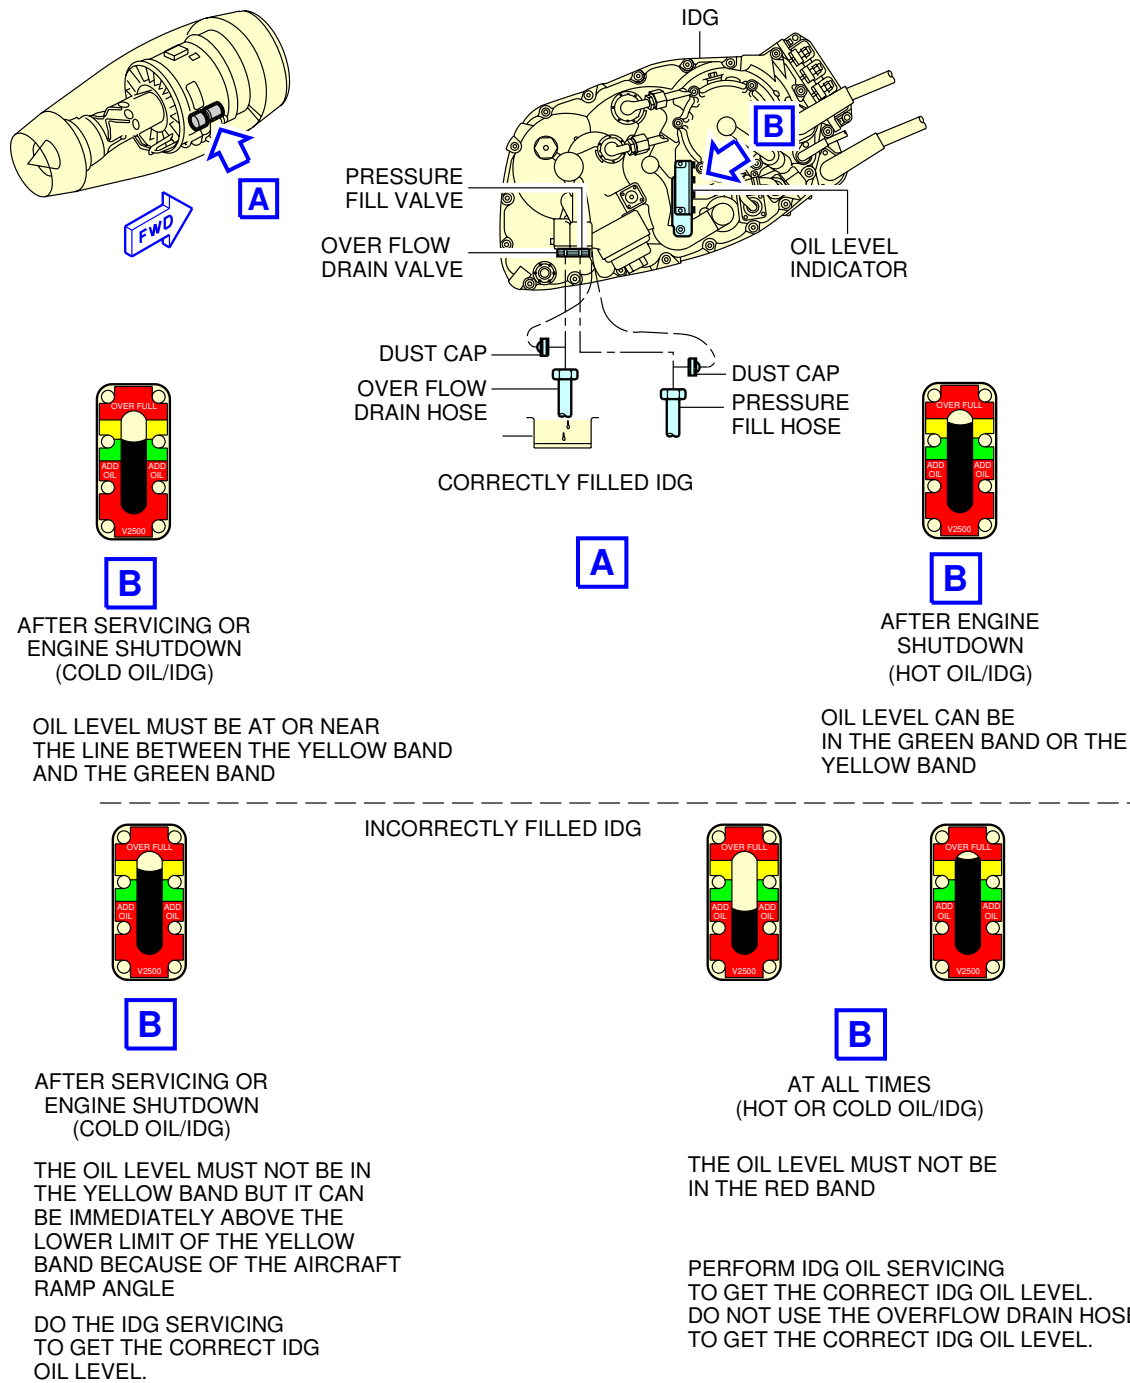 IDG
A
FWD
B
PRESSURE
FILL VALVE
OVER FLOW
DRAIN VALVE
OIL LEVEL
INDICATOR
DUST CAP
OVER FLOW
DRAIN HOSE
DUST CAP
PRESSURE
FILL HOSE
CORRECTLY FILLED IDG
A
OVER FULL
ADD
OIL
ADD
OIL
V2500
B
AFTER SERVICING OR
ENGINE SHUTDOWN
(COLD OIL/IDG)
OIL LEVEL MUST BE AT OR NEAR
THE LINE BETWEEN THE YELLOW BAND
AND THE GREEN BAND
OVER FULL
ADD
OIL
ADD
OIL
V2500
B
AFTER ENGINE
SHUTDOWN
(HOT OIL/IDG)
OIL LEVEL CAN BE
IN THE GREEN BAND OR THE
YELLOW BAND
INCORRECTLY FILLED IDG
OVER FULL
ADD
OIL
ADD
OIL
V2500
B
AFTER SERVICING OR
ENGINE SHUTDOWN
(COLD OIL/IDG)
THE OIL LEVEL MUST NOT BE IN
THE YELLOW BAND BUT IT CAN
BE IMMEDIATELY ABOVE THE
LOWER LIMIT OF THE YELLOW
BAND BECAUSE OF THE AIRCRAFT
RAMP ANGLE
DO THE IDG SERVICING
TO GET THE CORRECT IDG
OIL LEVEL.
OVER FULL
ADD
OIL
ADD
OIL
V2500
OVER FULL
ADD
OIL
ADD
OIL
V2500
B
AT ALL TIMES
(HOT OR COLD OIL/IDG)
THE OIL LEVEL MUST NOT BE
IN THE RED BAND
PERFORM IDG OIL SERVICING
TO GET THE CORRECT IDG OIL LEVEL.
DO NOT USE THE OVERFLOW DRAIN HOSE
TO GET THE CORRECT IDG OIL LEVEL.